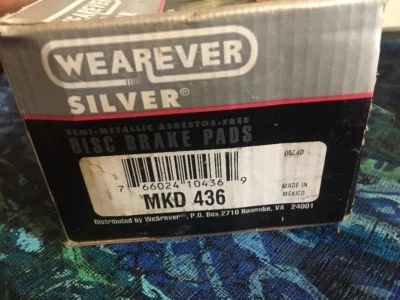 WEAREVER
SILVER®
SEMI-METALLIC ASBESTOS-FREE
DISC BRAKE PADS
7 66024 10436 9
MKD 436
MADE IN
MEXICO
Distributed by Wearever®, P.O. Box 2710 Roanoke, VA 24001